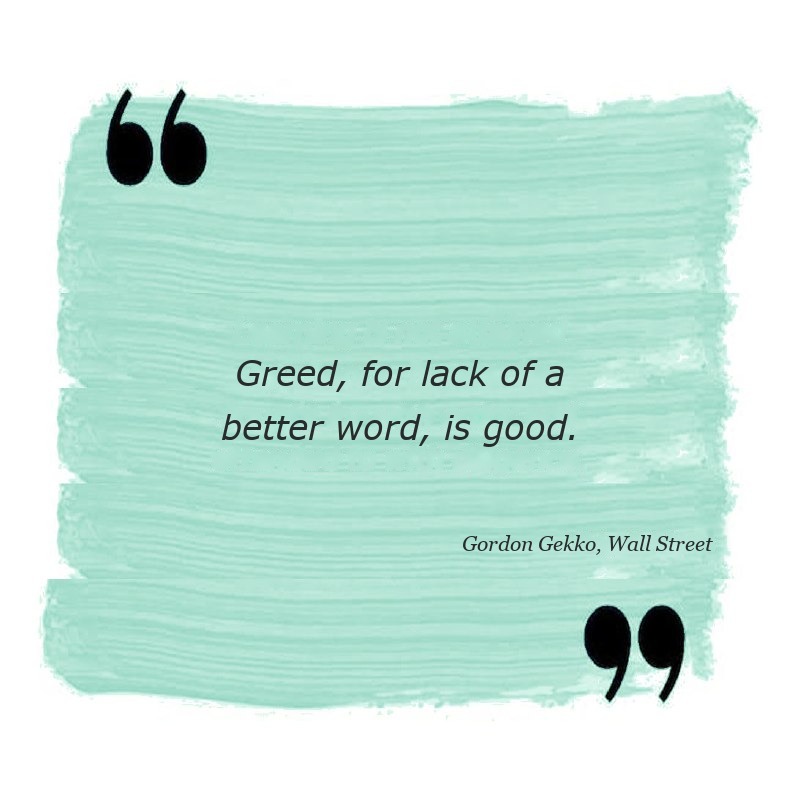 Greed, for lack of a
better word, is good.
Gordon Gekko, Wall Street